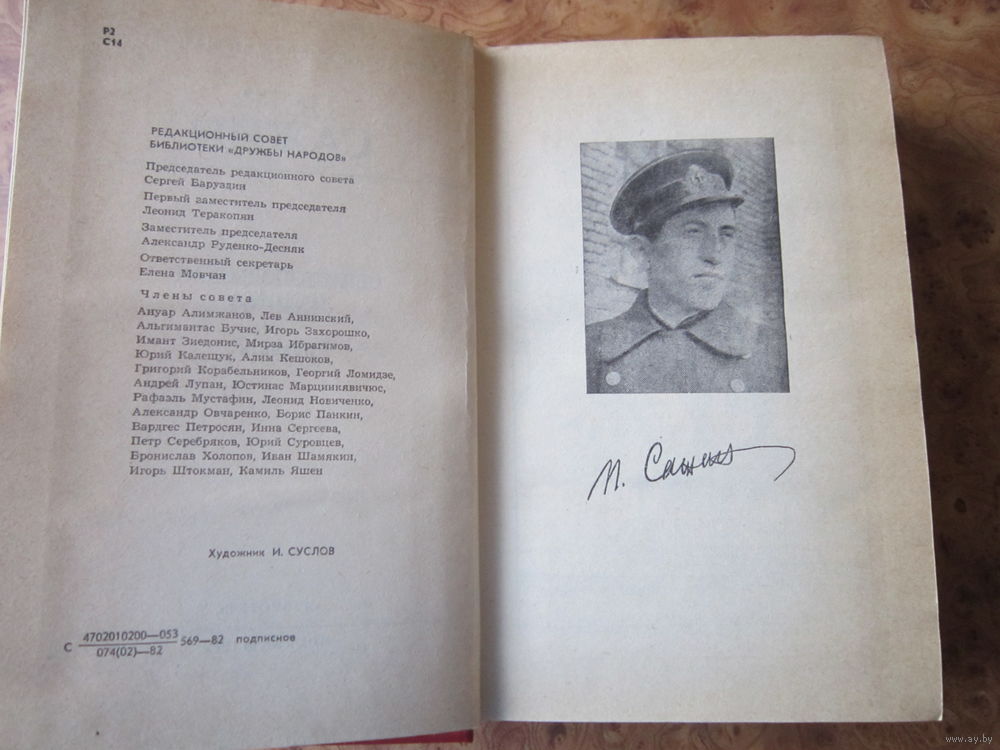 Р2
С14
РЕДАКЦИОННЫЙ СОВЕТ
БИБЛИОТЕКИ «ДРУЖБЫ НАРОДОВ»
Председатель редакционного совета
Сергей Баруздин
Первый заместитель председателя
Леонид Теракопян
Заместитель председателя
Александр Руденко-Десняк
Ответственный секретарь
Елена Мовчан
Члены совета
Ануар Алимжанов, Лев Аннинский,
Альгимантас Бучис, Игорь Захорошко,
Имант Зиедонис, Мирза Ибрагимов,
Юрий Калещук, Алим Кешоков,
Григорий Корабельников, Георгий Ломидзе,
Андрей Лупан, Юстинас Марцинкявичюс,
Рафаэль Мустафин, Леонид Новиченко,
Александр Овчаренко, Борис Панкин,
Вардгес Петросян, Инна Сергеева,
Петр Серебряков, Юрий Суровцев,
Бронислав Холопов, Иван Шамякин,
Игорь Штокман, Камиль Яшен
Художник И. СУСЛОВ
С 4702010200—053 569—82 подписное
074(02)—82
www.ay.by